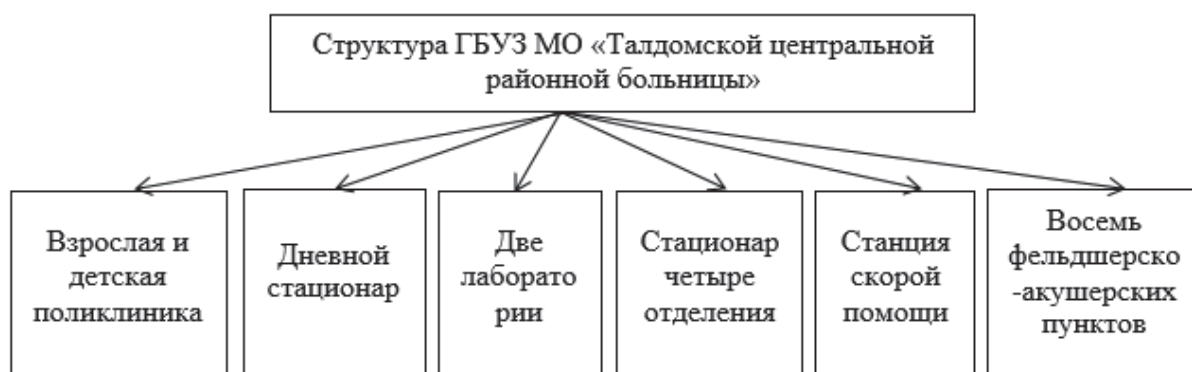 Структура ГБУЗ МО «Талдомской центральной
районной больницы»
Взрослая и
детская
поликлиника
Дневной
стационар
Две
лаборато
рии
Стационар
четыре
отделения
Станция
скорой
помощи
Восемь
фельдшерско
-акушерских
пунктов